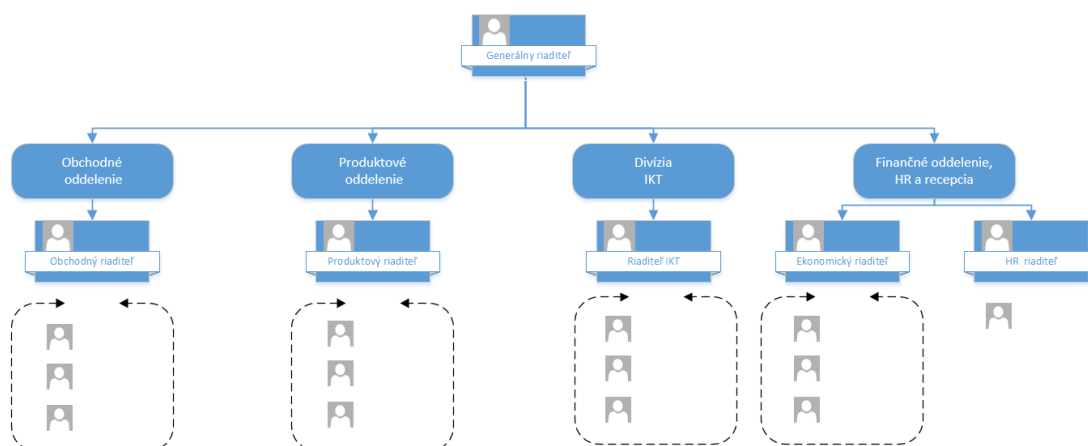 Generálny riaditeľ
Obchodné
oddelenie
Produktové
oddelenie
Divízia
IKT
Finančné oddelenie,
HR a recepcia
Obchodný riaditeľ
Produktový riaditeľ
Riaditeľ IKT
Ekonomický riaditeľ
HR riaditeľ